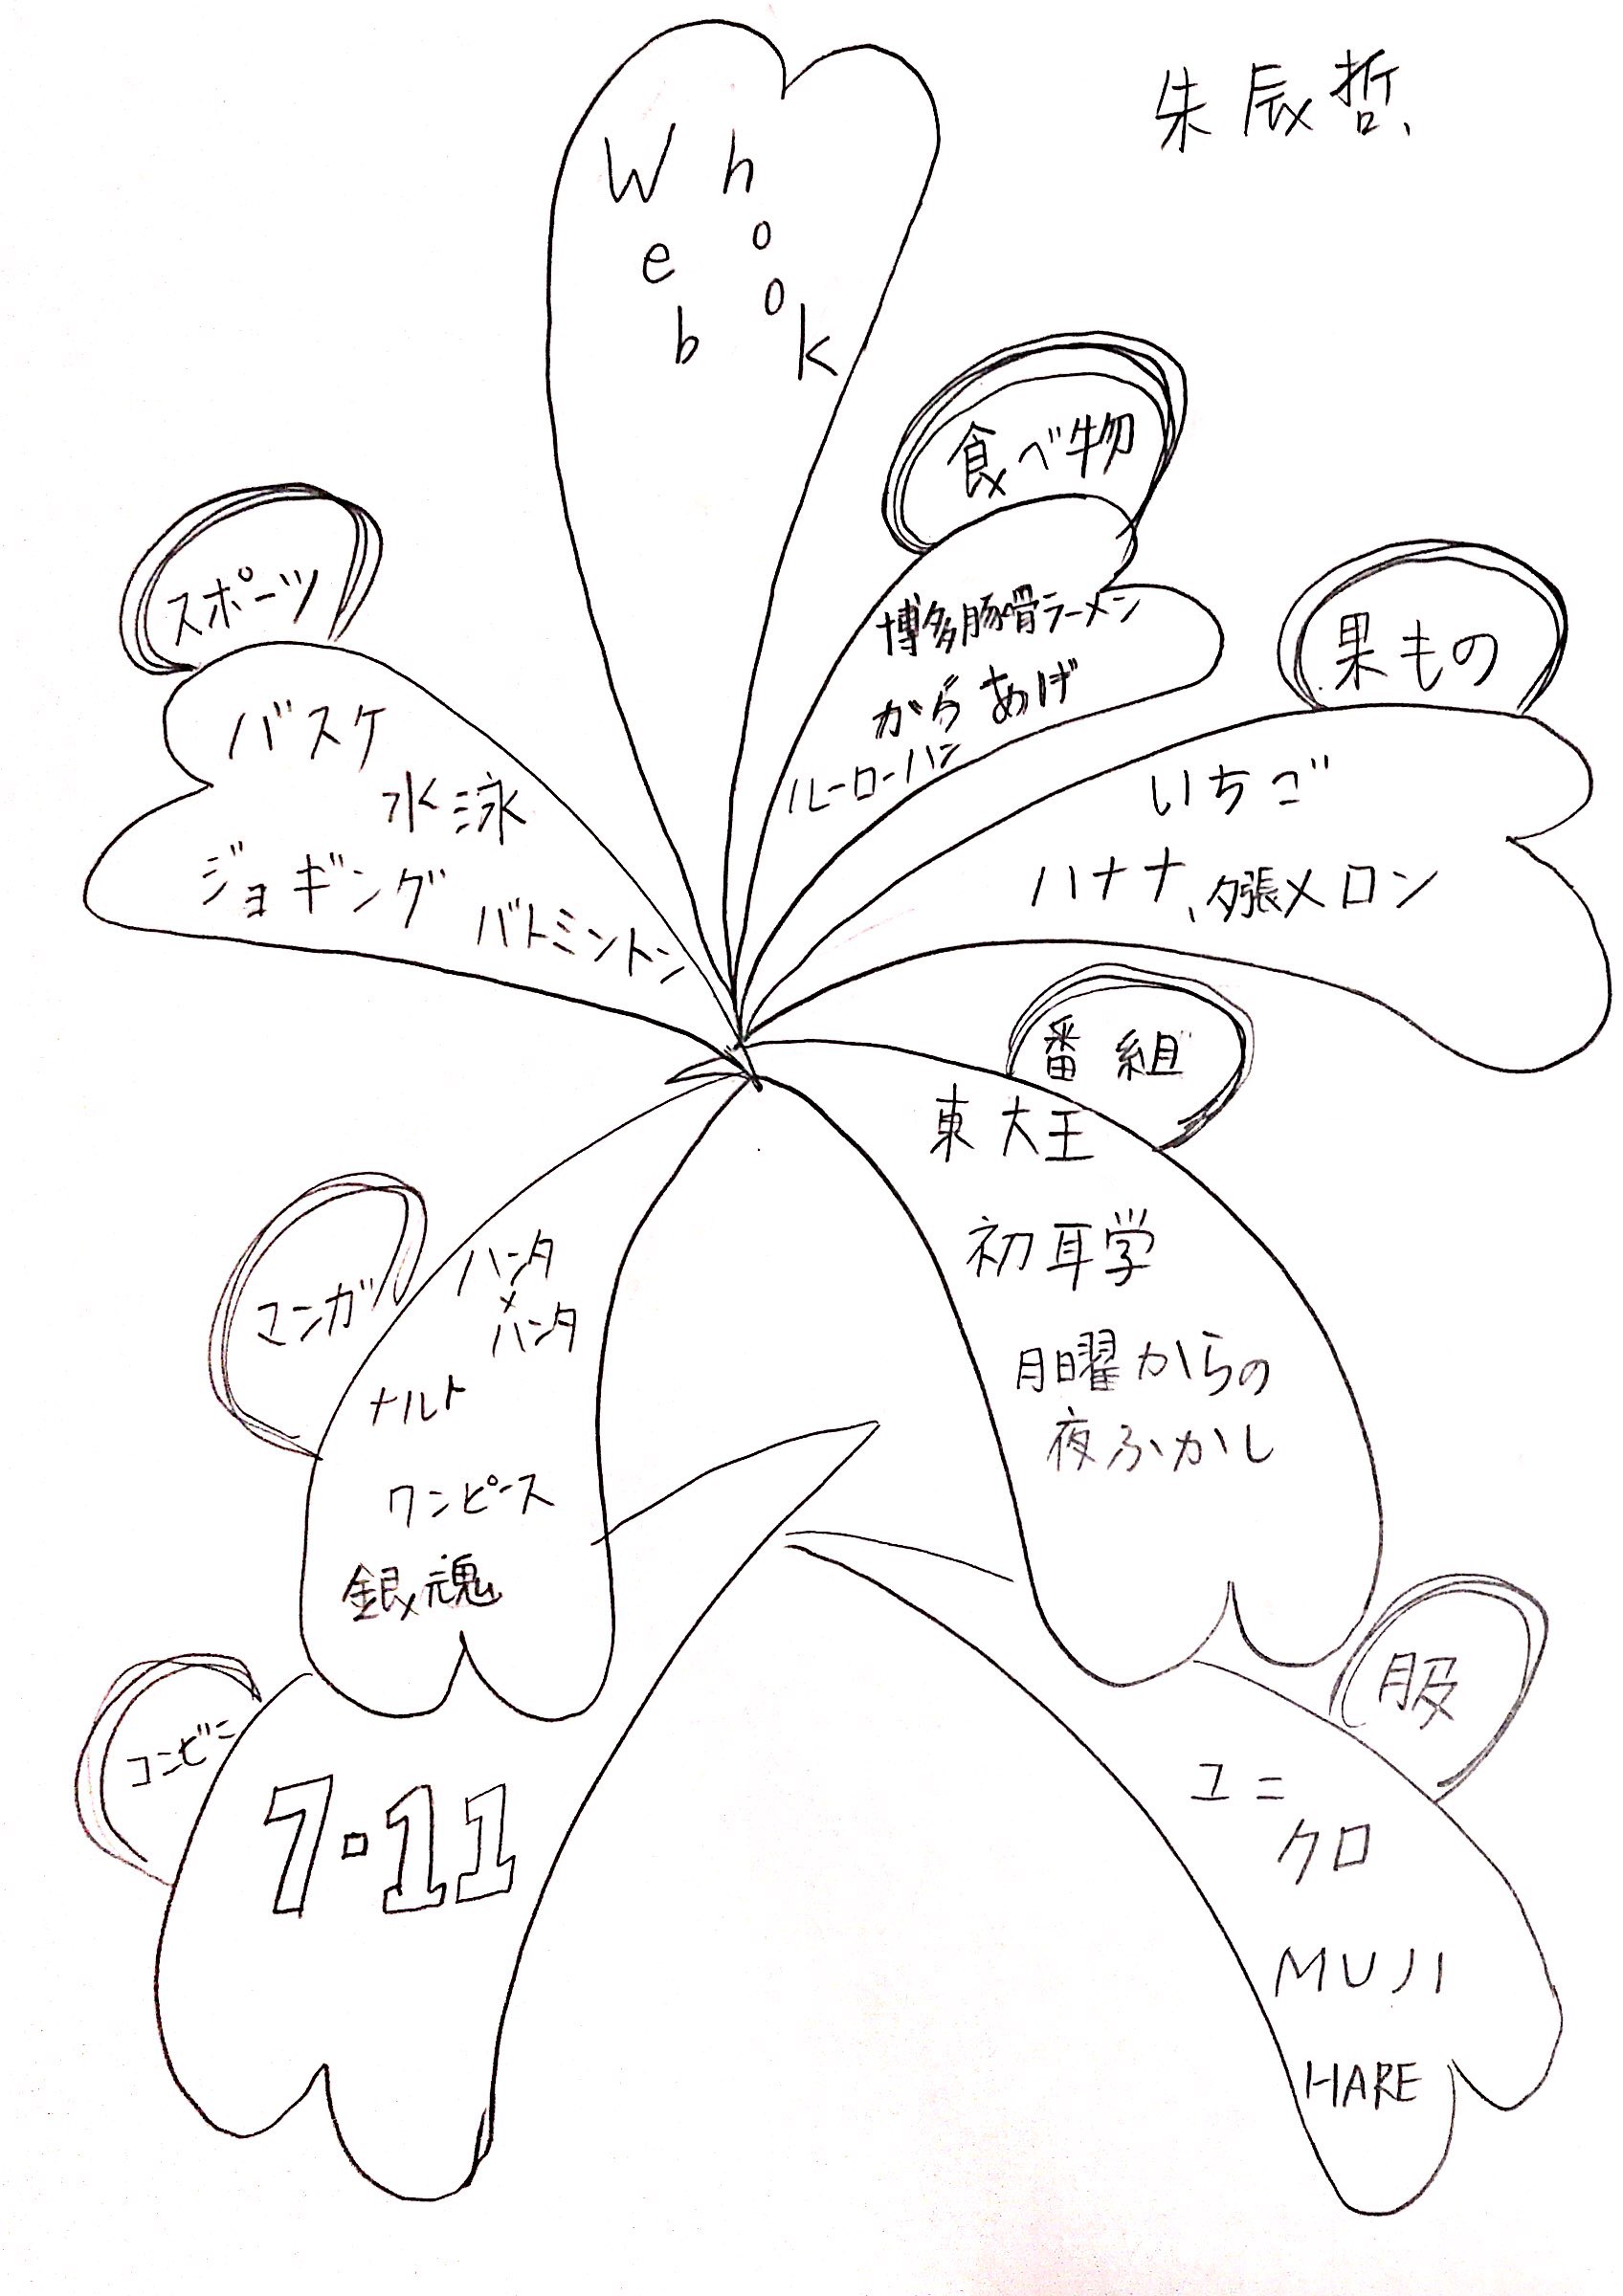 朱辰哲
Web
hook
食べ物
博多豚骨ラーメン
からあげ
ルーローハン
スポーツ
バスケ
水泳
ジョギング
バトミントン
果もの
いちご
ハナナ、夕張メロン
番組
東大王
初耳学
月曜からの
夜ふかし
マンガ
ハンタ
×
ハンタ
ナルト
ワンピース
銀魂
コンビニ
7・11
服
ユニ
クロ
MUJI
HARE